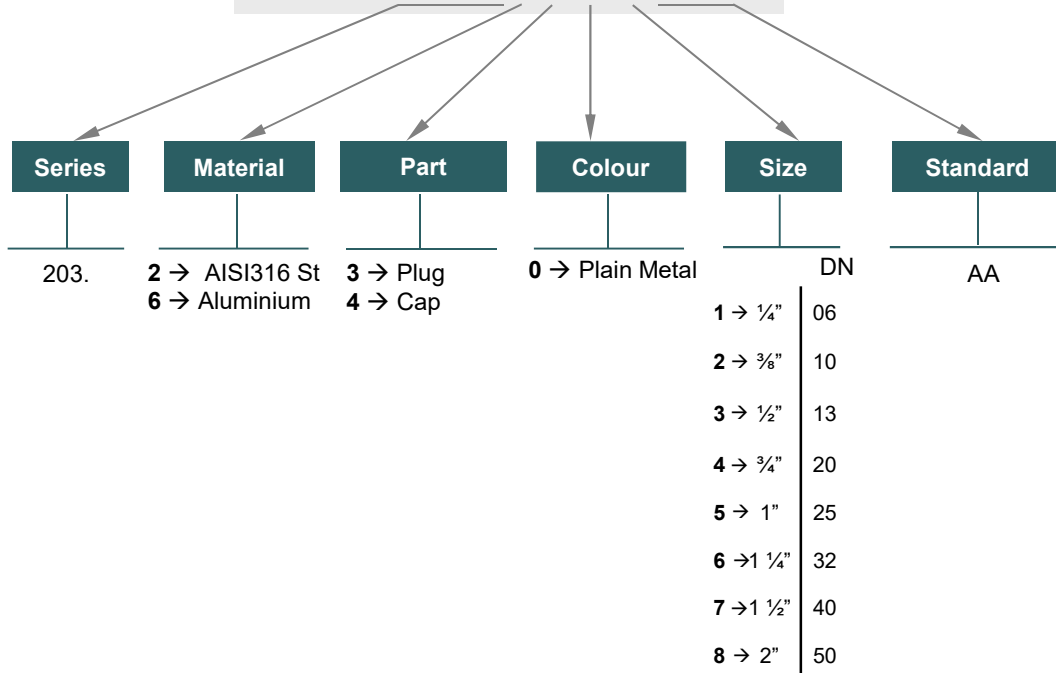 Series Material Part Colour Size Standard
203. 2 → AISI316 St 3 → Plug 0 → Plain Metal DN AA
6 → Aluminium 4 → Cap
1 → ¼” 06
2 → ⅜” 10
3 → ½” 13
4 → ¾” 20
5 → 1” 25
6 →1 ¼” 32
7 →1 ½” 40
8 → 2” 50